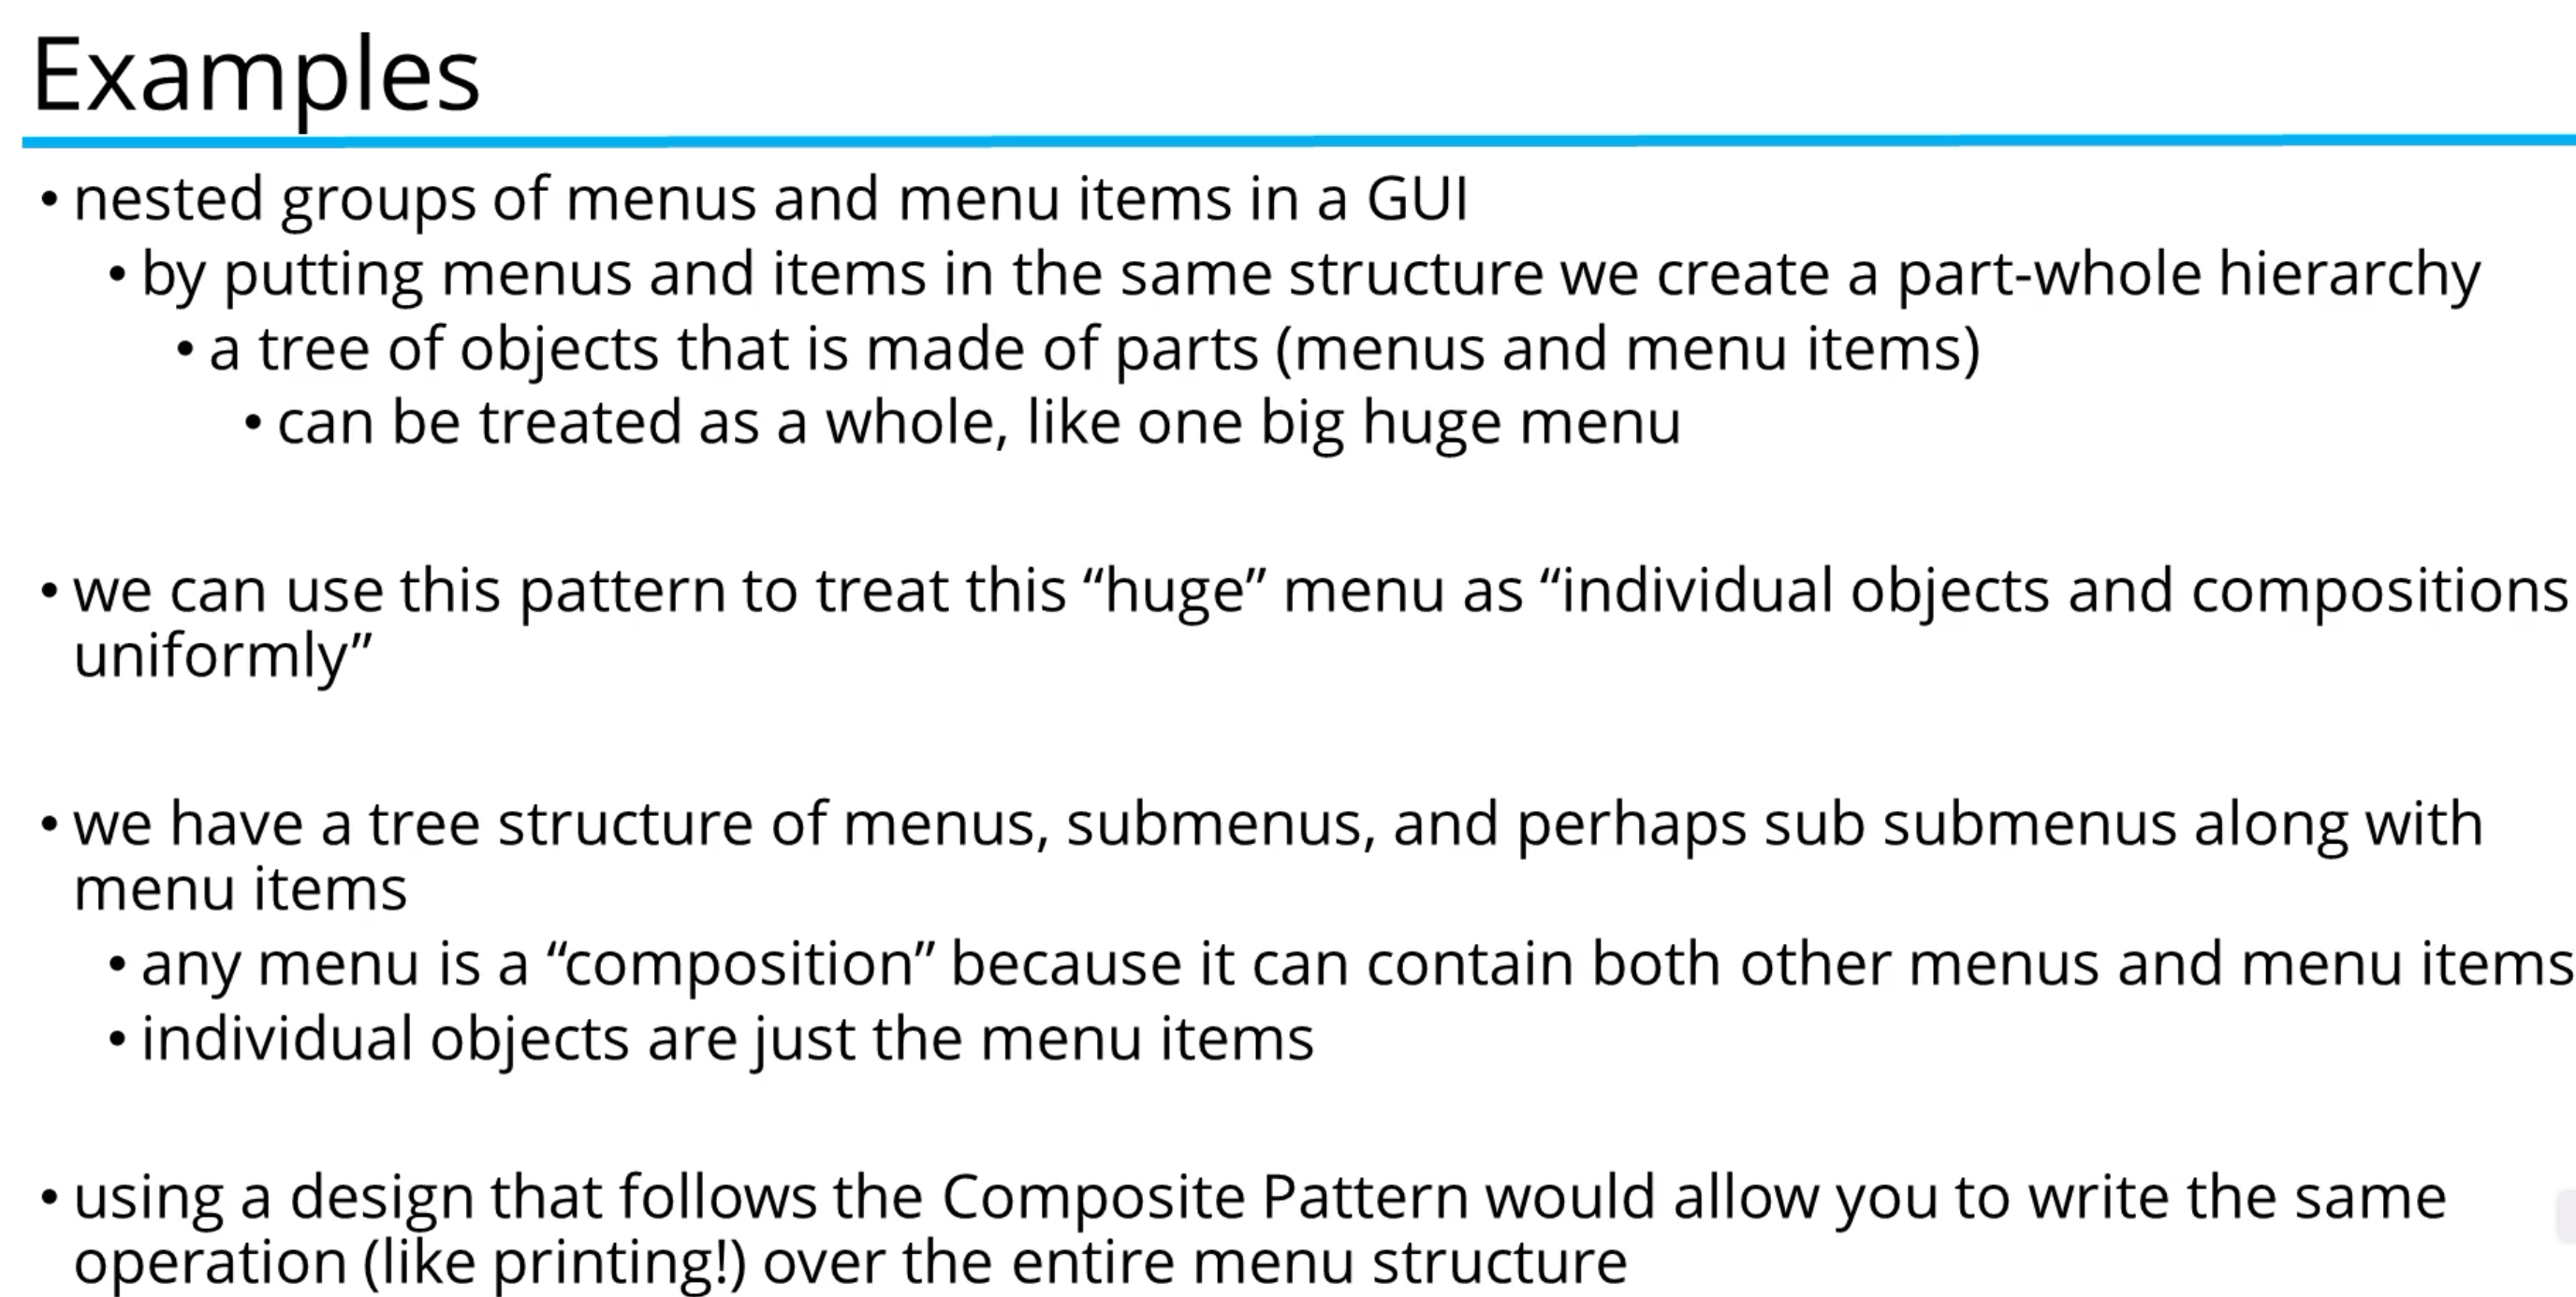 Examples
• nested groups of menus and menu items in a GUI
• by putting menus and items in the same structure we create a part-whole hierarchy
• a tree of objects that is made of parts (menus and menu items)
• can be treated as a whole, like one big huge menu
• we can use this pattern to treat this “huge” menu as “individual objects and compositions
uniformly”
• we have a tree structure of menus, submenus, and perhaps sub submenus along with
menu items
• any menu is a “composition” because it can contain both other menus and menu items
• individual objects are just the menu items
• using a design that follows the Composite Pattern would allow you to write the same
operation (like printing!) over the entire menu structure